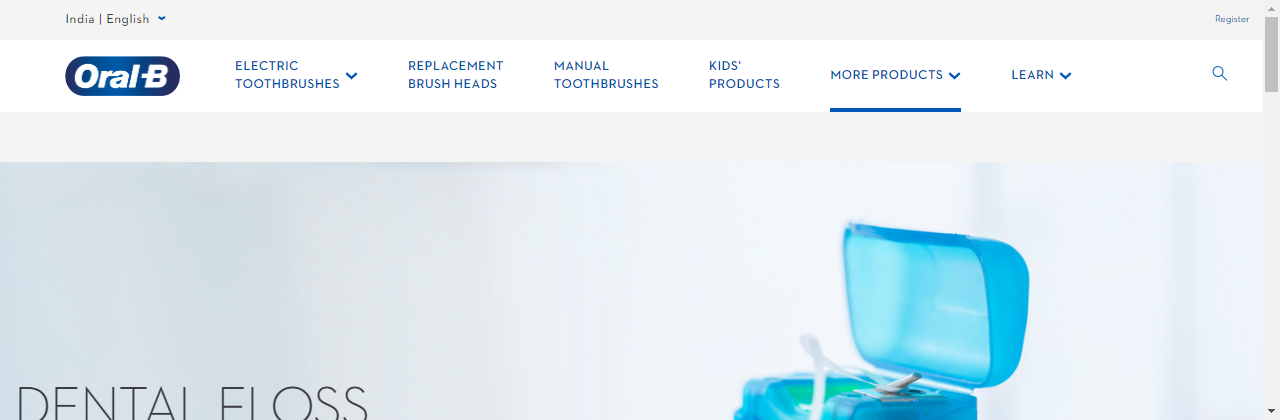 India | English
Register
Oral-B
ELECTRIC
TOOTHBRUSHES
REPLACEMENT
BRUSH HEADS
MANUAL
TOOTHBRUSHES
KIDS'
PRODUCTS
MORE PRODUCTS
LEARN
DENTAL FLOSS